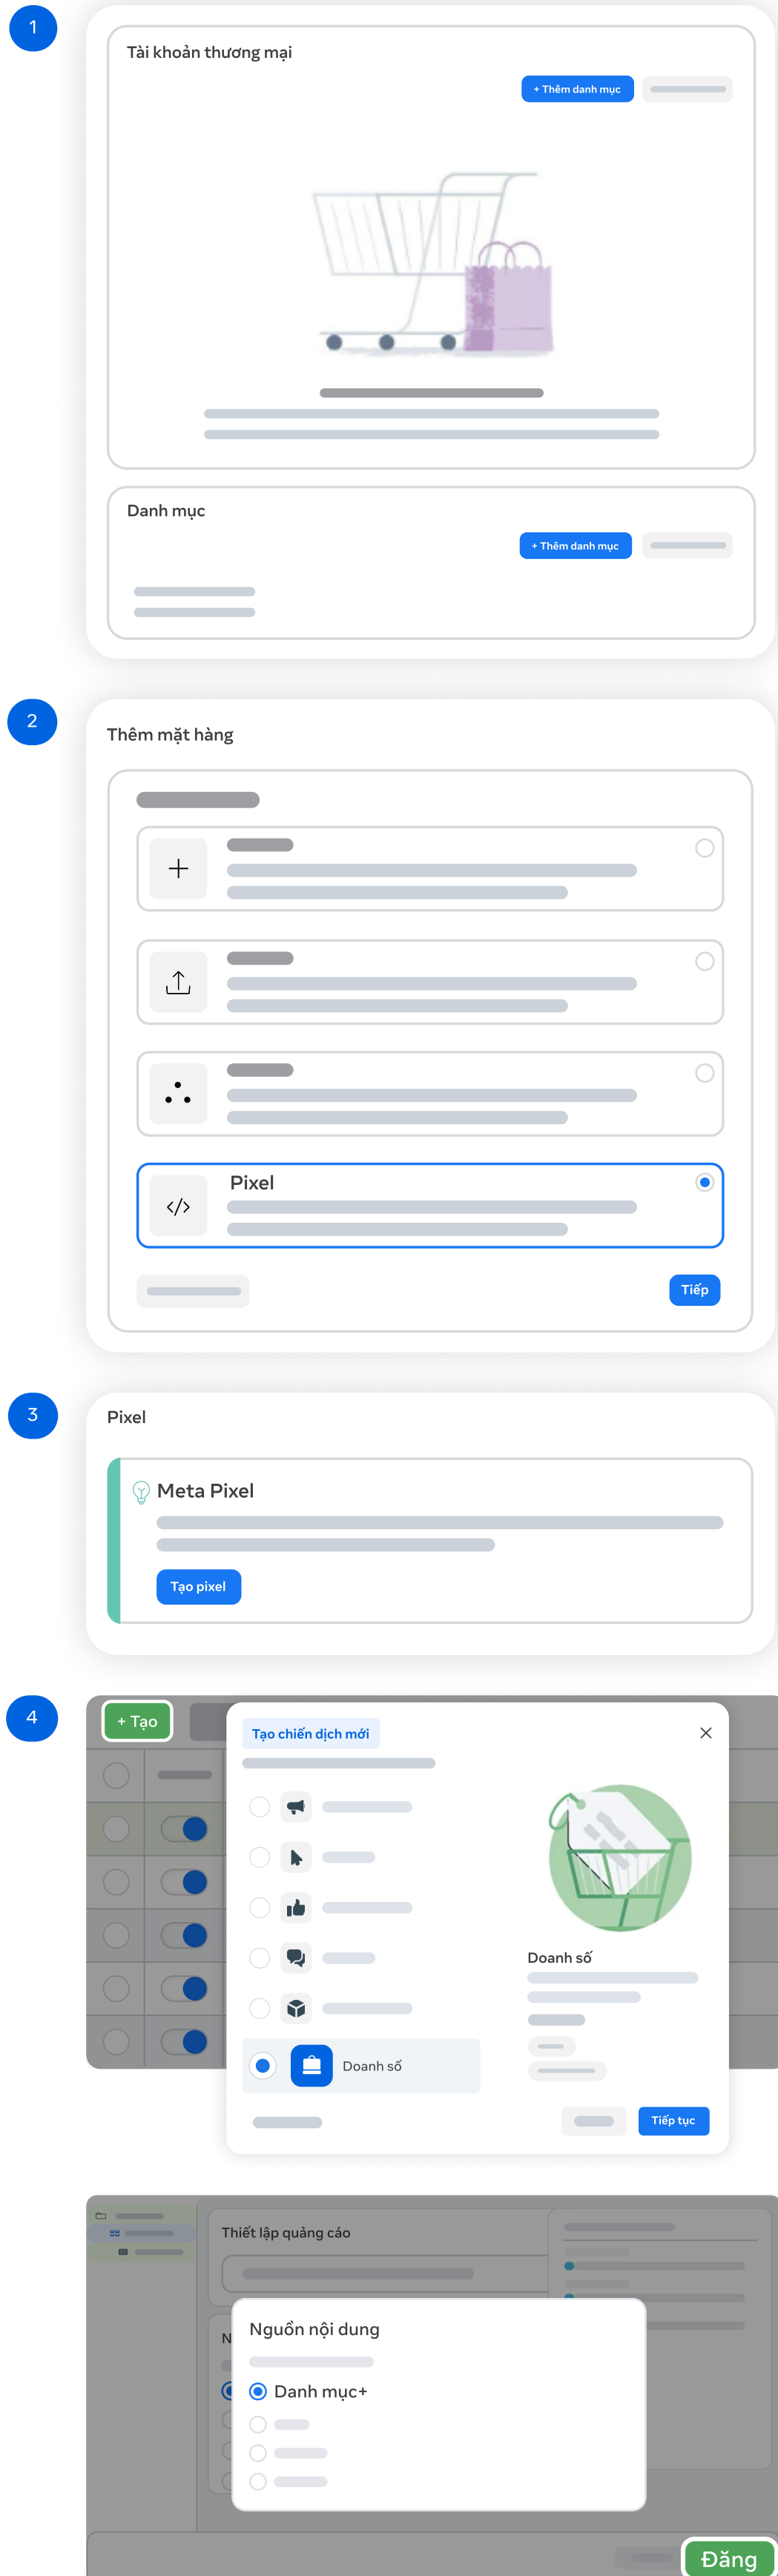 1
Tài khoản thương mại
+ Thêm danh mục
Danh mục
+ Thêm danh mục
2
Thêm mặt hàng
Pixel
Tiếp
3
Pixel
Meta Pixel
Tạo pixel
4
+ Tạo
Tạo chiến dịch mới
Doanh số
Doanh số
Tiếp tục
Thiết lập quảng cáo
N
Nguồn nội dung
Danh mục+
Đăng